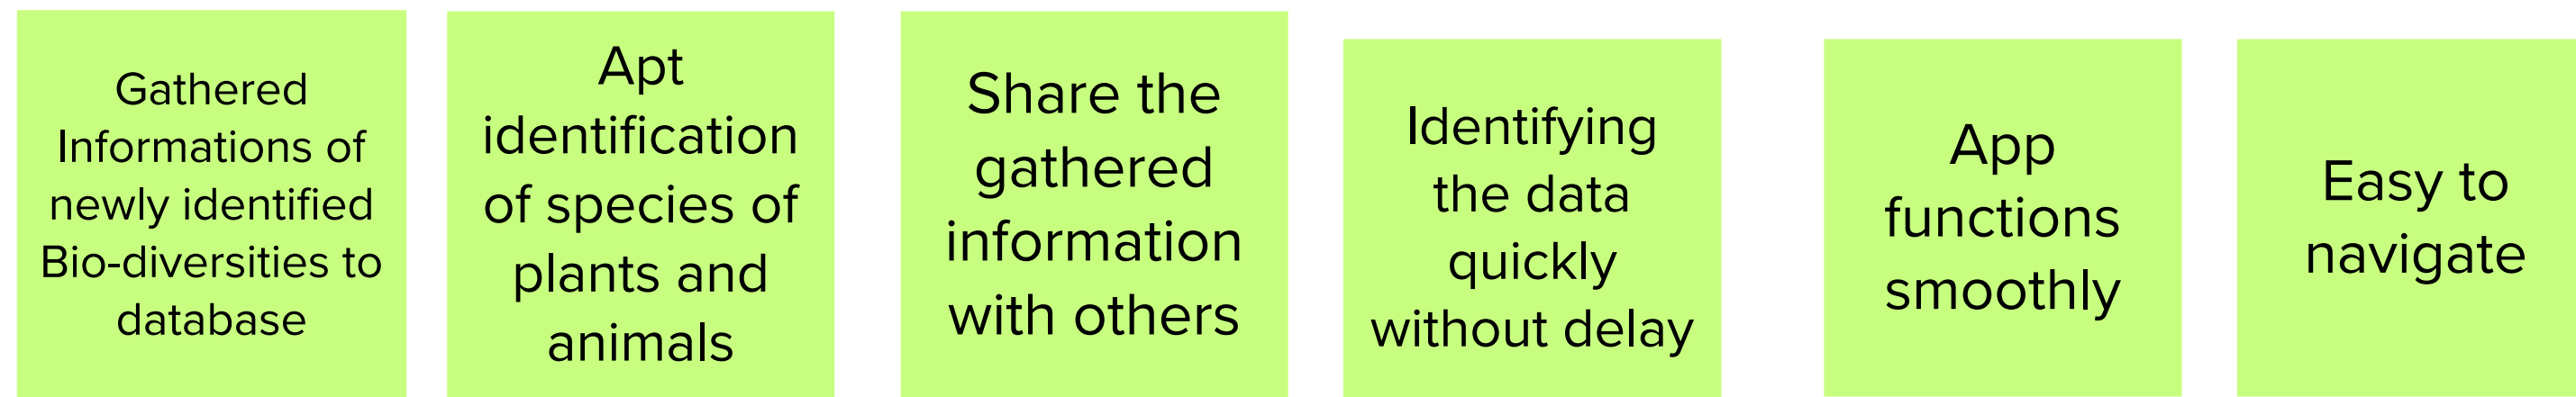 Gathered
Informations of
newly identified
Bio-diversities to
database
Apt
identification
of species of
plants and
animals
Share the
gathered
information
with others
Identifying
the data
quickly
without delay
App
functions
smoothly
Easy to
navigate